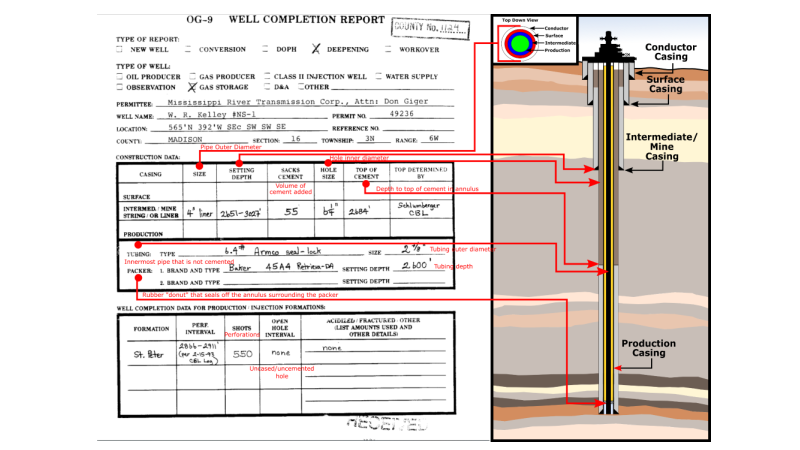 OG-9 WELL COMPLETION REPORT
COUNTY No. 1124
TYPE OF REPORT:
NEW WELL CONVERSION DOPH X DEEPENING WORKOVER
TYPE OF WELL:
OIL PRODUCER GAS PRODUCER CLASS II INJECTION WELL WATER SUPPLY
OBSERVATION X GAS STORAGE D&A OTHER
PERMITTEE: Mississippi River Transmission Corp., Attn: Don Giger
WELL NAME: W. R. Kelley #NS-1 PERMIT NO. 49236
LOCATION: 565'N 392'W SEc SW SW SE REFERENCE NO.
COUNTY: MADISON SECTION: 16 TOWNSHIP: 3N RANGE: 6W
Pipe Outer Diameter
CONSTRUCTION DATA:
Hole inner diameter
CASING SIZE SETTING DEPTH SACKS CEMENT HOLE SIZE TOP OF CEMENT TOP DETERMINED BY
Volume of cement added
Depth to top of cement in annulus
SURFACE
INTERMED / MINE STRING / OR LINER 4" liner 2651-3027' 55 6 1/4" 2684' Schlumberger CBL
PRODUCTION
TUBING: TYPE 6.4# Armco seal-lock SIZE 2 3/8" Tubing outer diameter
Innermost pipe that is not cemented
PACKER: 1. BRAND AND TYPE Baker 45A4 Retrieva-DA SETTING DEPTH 2600' Tubing depth
2. BRAND AND TYPE SETTING DEPTH
Rubber "donut" that seals off the annulus surrounding the packer
WELL COMPLETION DATA FOR PRODUCTION / INJECTION FORMATIONS:
FORMATION PERF. INTERVAL SHOTS OPEN HOLE INTERVAL ACIDIZED / FRACTURED / OTHER (LIST AMOUNTS USED AND OTHER DETAILS)
Perforations
St. Peter 2866-2911' (per 2-15-93 CBL Log) 550 none none
Uncased/uncemented hole
RECEIVED
Top Down View
Conductor
Surface
Intermediate
Production
Conductor Casing
Surface Casing
Intermediate/ Mine Casing
Production Casing